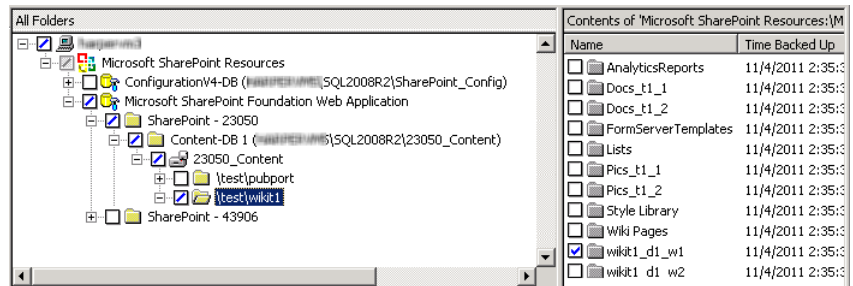 All Folders
Microsoft SharePoint Resources
ConfigurationV4-DB ( \SQL2008R2\SharePoint_Config)
Microsoft SharePoint Foundation Web Application
SharePoint - 23050
Content-DB 1 ( \SQL2008R2\23050_Content)
23050_Content
\test\pubport
\test\wikit1
SharePoint - 43906
Contents of 'Microsoft SharePoint Resources:\M
Name Time Backed Up
AnalyticsReports 11/4/2011 2:35:3
Docs_t1_1 11/4/2011 2:35:3
Docs_t1_2 11/4/2011 2:35:3
FormServerTemplates 11/4/2011 2:35:3
Lists 11/4/2011 2:35:3
Pics_t1_1 11/4/2011 2:35:3
Pics_t1_2 11/4/2011 2:35:3
Style Library 11/4/2011 2:35:3
Wiki Pages 11/4/2011 2:35:3
wikit1_d1_w1 11/4/2011 2:35:3
wikit1_d1_w2 11/4/2011 2:35:3